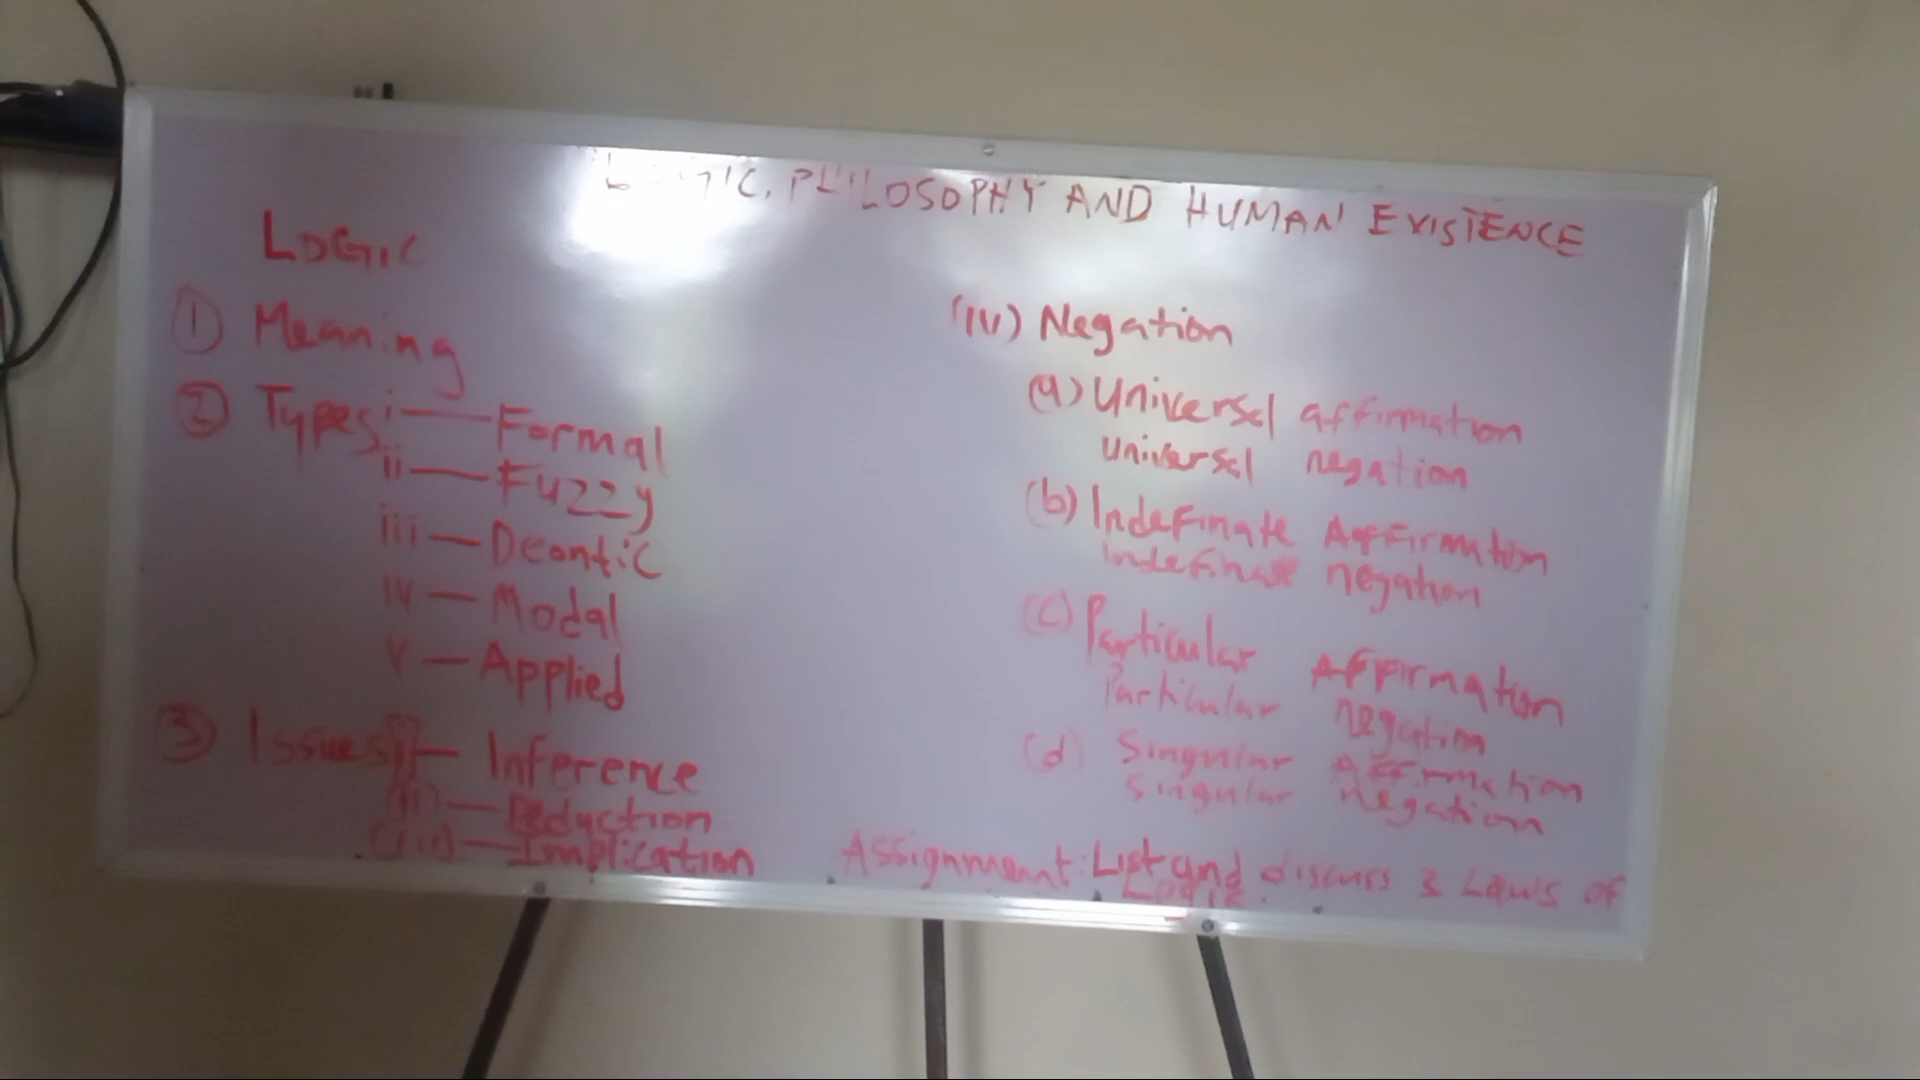 LOGIC, PHILOSOPHY AND HUMAN EXISTENCE
LOGIC
① Meaning
② Types i — Formal
ii — Fuzzy
iii — Deontic
iv — Modal
v — Applied
③ Issues (i) — Inference
(ii) — Deduction
(iii) — Implication
(iv) Negation
(a) Universal affirmation
Universal negation
(b) Indefinate Affirmation
Indefinate negation
(c) Particular Affirmation
Particular negation
(d) Singular Affirmation
Singular negation
Assignment: List and discuss 3 Laws of
Logic.